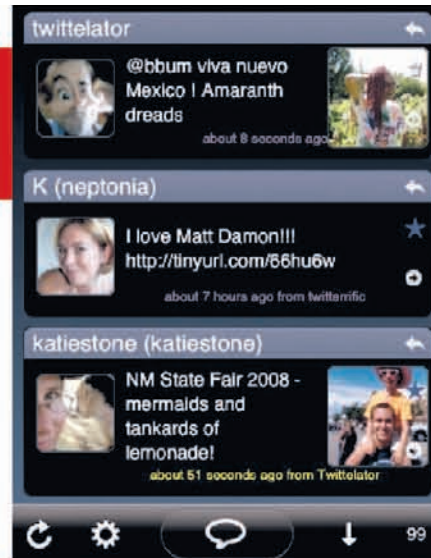 twittelator
@bbum viva nuevo
Mexico ! Amaranth
dreads
about 8 seconds ago
K (neptonia)
I love Matt Damon!!!
http://tinyurl.com/66hu6w
about 7 hours ago from twitterrific
katiestone (katiestone)
NM State Fair 2008 -
mermaids and
tankards of
lemonade!
about 51 seconds ago from Twittelator
99